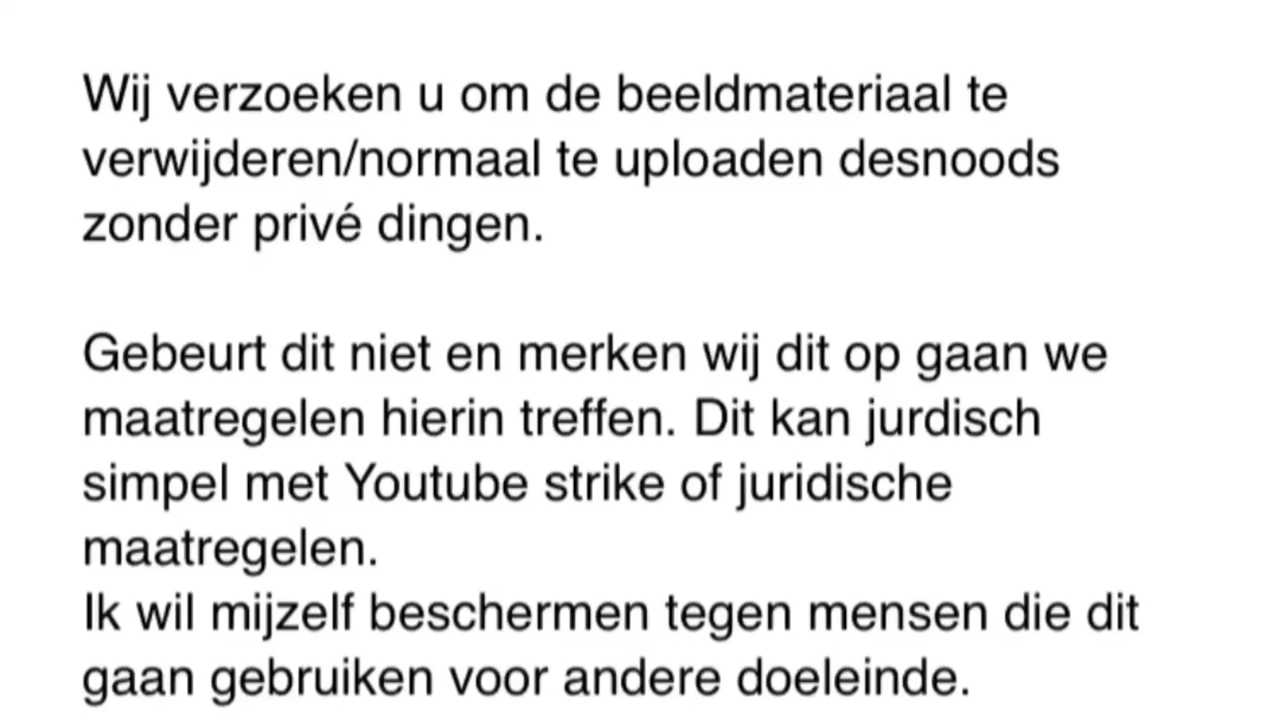 Wij verzoeken u om de beeldmateriaal te
verwijderen/normaal te uploaden desnoods
zonder privé dingen.
Gebeurt dit niet en merken wij dit op gaan we
maatregelen hierin treffen. Dit kan jurdisch
simpel met Youtube strike of juridische
maatregelen.
Ik wil mijzelf beschermen tegen mensen die dit
gaan gebruiken voor andere doeleinde.